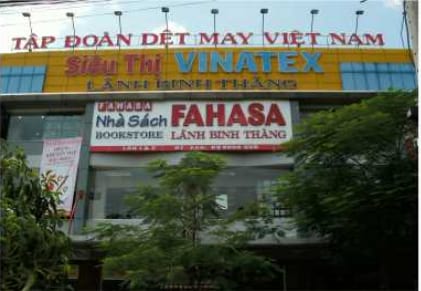 TẬP ĐOÀN DỆT MAY VIỆT NAM
Siêu Thị VINATEX
LÃNH BINH THĂNG
FAHASA
Nhà Sách FAHASA
BOOKSTORE LÃNH BINH THĂNG